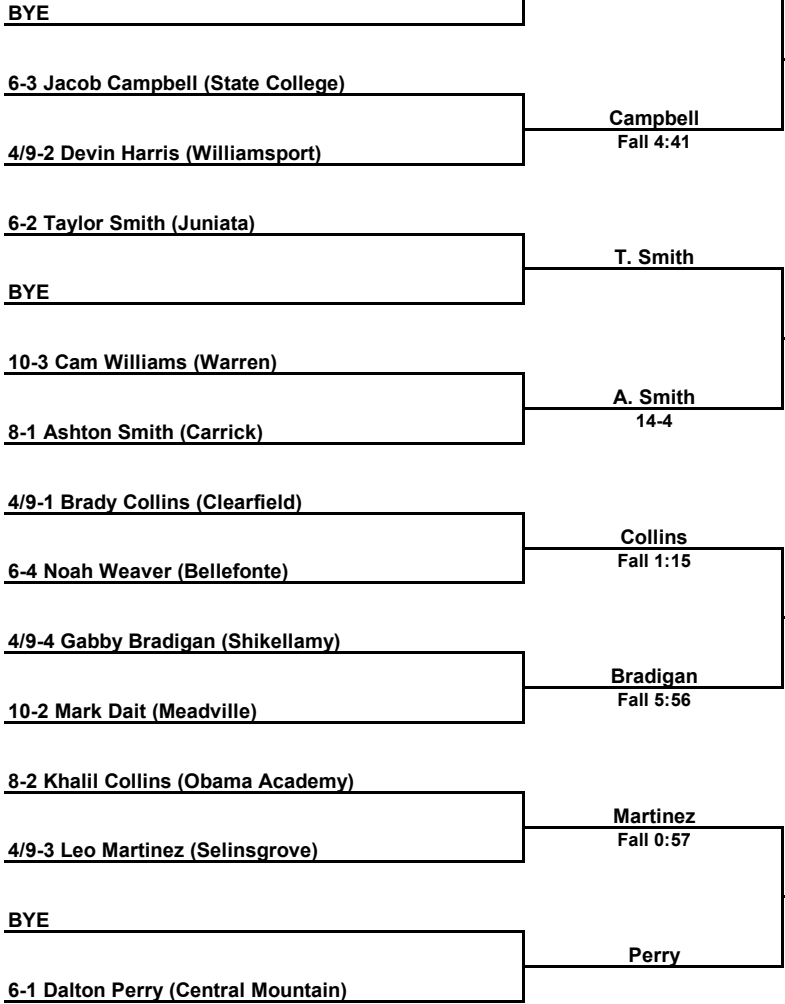 BYE
6-3 Jacob Campbell (State College)
Campbell
Fall 4:41
4/9-2 Devin Harris (Williamsport)
6-2 Taylor Smith (Juniata)
T. Smith
BYE
10-3 Cam Williams (Warren)
A. Smith
14-4
8-1 Ashton Smith (Carrick)
4/9-1 Brady Collins (Clearfield)
Collins
Fall 1:15
6-4 Noah Weaver (Bellefonte)
4/9-4 Gabby Bradigan (Shikellamy)
Bradigan
Fall 5:56
10-2 Mark Dait (Meadville)
8-2 Khalil Collins (Obama Academy)
Martinez
Fall 0:57
4/9-3 Leo Martinez (Selinsgrove)
BYE
Perry
6-1 Dalton Perry (Central Mountain)